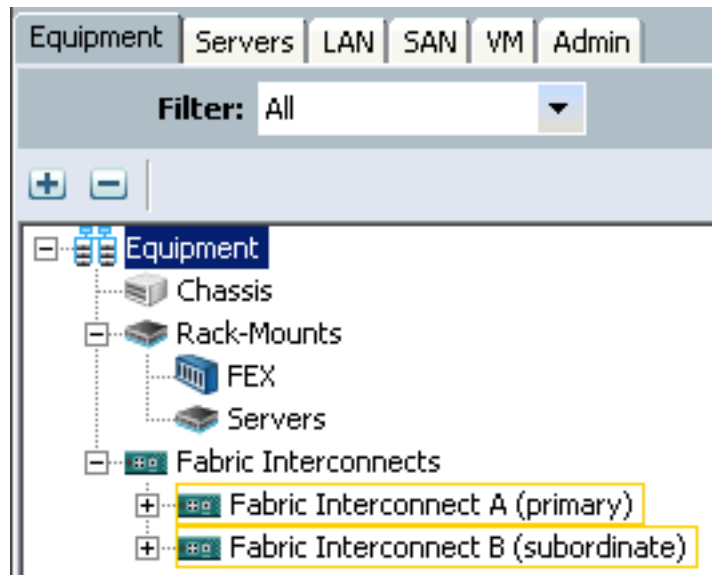 Equipment Servers LAN SAN VM Admin
Filter: All
Equipment
Chassis
Rack-Mounts
FEX
Servers
Fabric Interconnects
Fabric Interconnect A (primary)
Fabric Interconnect B (subordinate)